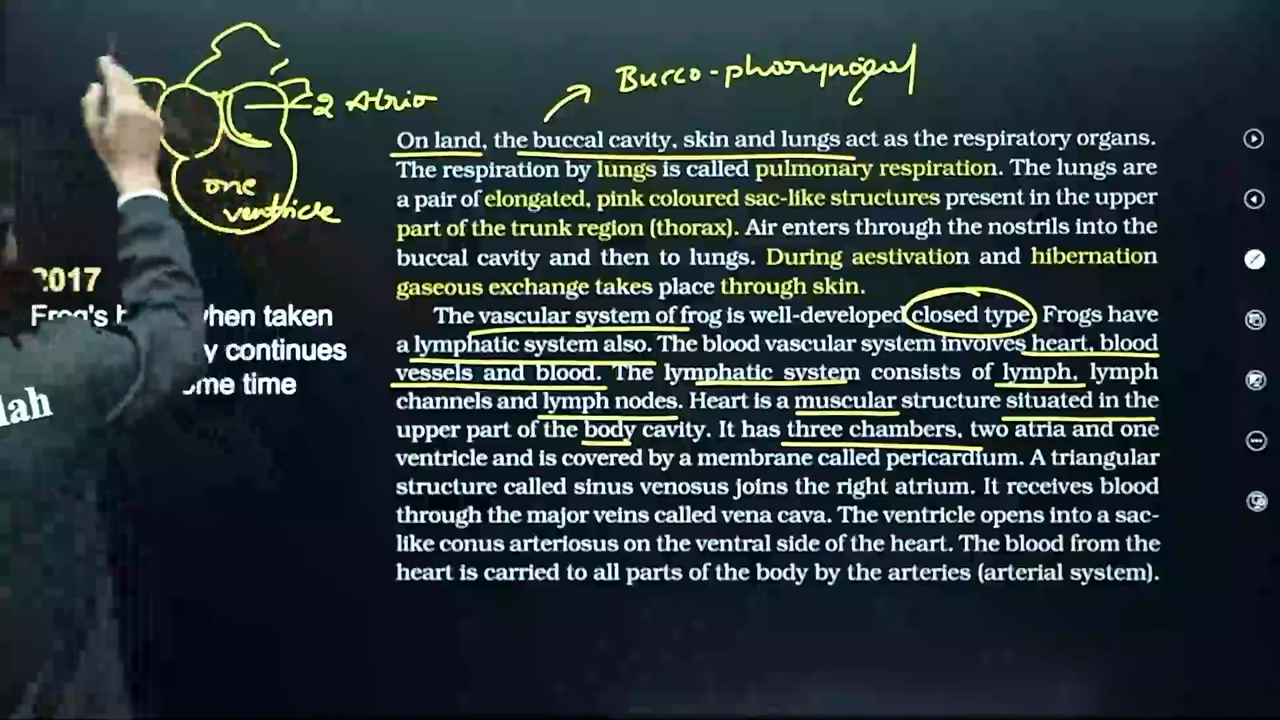 Bucco-pharyngeal
2 Atria
one
ventricle
On land, the buccal cavity, skin and lungs act as the respiratory organs.
The respiration by lungs is called pulmonary respiration. The lungs are
a pair of elongated, pink coloured sac-like structures present in the upper
part of the trunk region (thorax). Air enters through the nostrils into the
buccal cavity and then to lungs. During aestivation and hibernation
gaseous exchange takes place through skin.
The vascular system of frog is well-developed closed type. Frogs have
a lymphatic system also. The blood vascular system involves heart, blood
vessels and blood. The lymphatic system consists of lymph, lymph
channels and lymph nodes. Heart is a muscular structure situated in the
upper part of the body cavity. It has three chambers, two atria and one
ventricle and is covered by a membrane called pericardium. A triangular
structure called sinus venosus joins the right atrium. It receives blood
through the major veins called vena cava. The ventricle opens into a sac-
like conus arteriosus on the ventral side of the heart. The blood from the
heart is carried to all parts of the body by the arteries (arterial system).
2017
Frog's when taken
continues
time